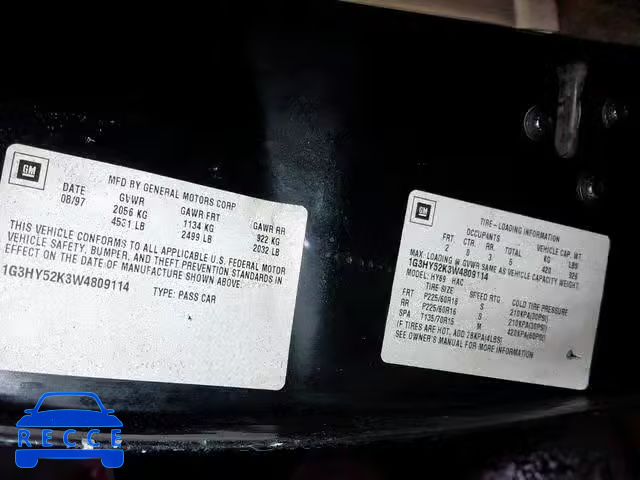 GM
MFD BY GENERAL MOTORS CORP
DATE GVWR GAWR FRT GAWR RR
08/97 2056 KG 1134 KG 922 KG
4531 LB 2499 LB 2032 LB
THIS VEHICLE CONFORMS TO ALL APPLICABLE U.S. FEDERAL MOTOR
VEHICLE SAFETY, BUMPER, AND THEFT PREVENTION STANDARDS IN
EFFECT ON THE DATE OF MANUFACTURE SHOWN ABOVE.
1G3HY52K3W4809114
TYPE: PASS CAR
GM
TIRE-LOADING INFORMATION
OCCUPANTS VEHICLE CAP. WT
FRT CTR RR TOTAL KG LBS
2 0 3 5 420 926
MAX. LOADING @ GVWR SAME AS VEHICLE CAPACITY WEIGHT.
1G3HY52K3W4809114
MODEL: HY69 HAC
TIRE SIZE SPEED RTG COLD TIRE PRESSURE
FRT P225/60R16 S 210KPA(30PSI)
RR P225/60R16 S 210KPA(30PSI)
SPA T135/70R15 M 420KPA(60PSI)
IF TIRES ARE HOT, ADD 28KPA(4LBS)
SEE OWNER'S MANUAL FOR MORE INFORMATION
RECCE